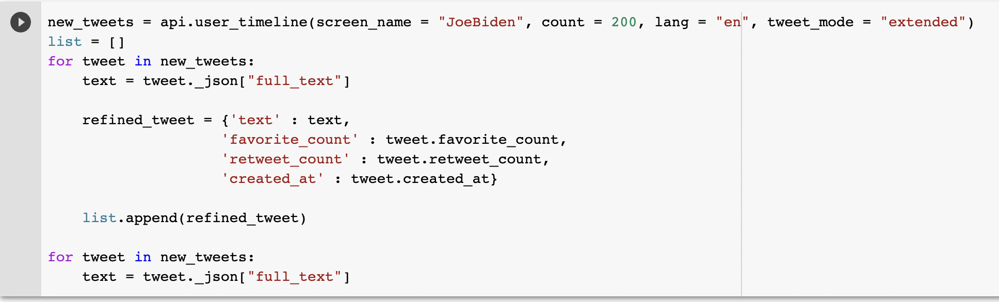 new_tweets = api.user_timeline(screen_name = "JoeBiden", count = 200, lang = "en", tweet_mode = "extended")
list = []
for tweet in new_tweets:
    text = tweet._json["full_text"]
    refined_tweet = {'text' : text,
                    'favorite_count' : tweet.favorite_count,
                    'retweet_count' : tweet.retweet_count,
                    'created_at' : tweet.created_at}
    list.append(refined_tweet)
for tweet in new_tweets:
    text = tweet._json["full_text"]